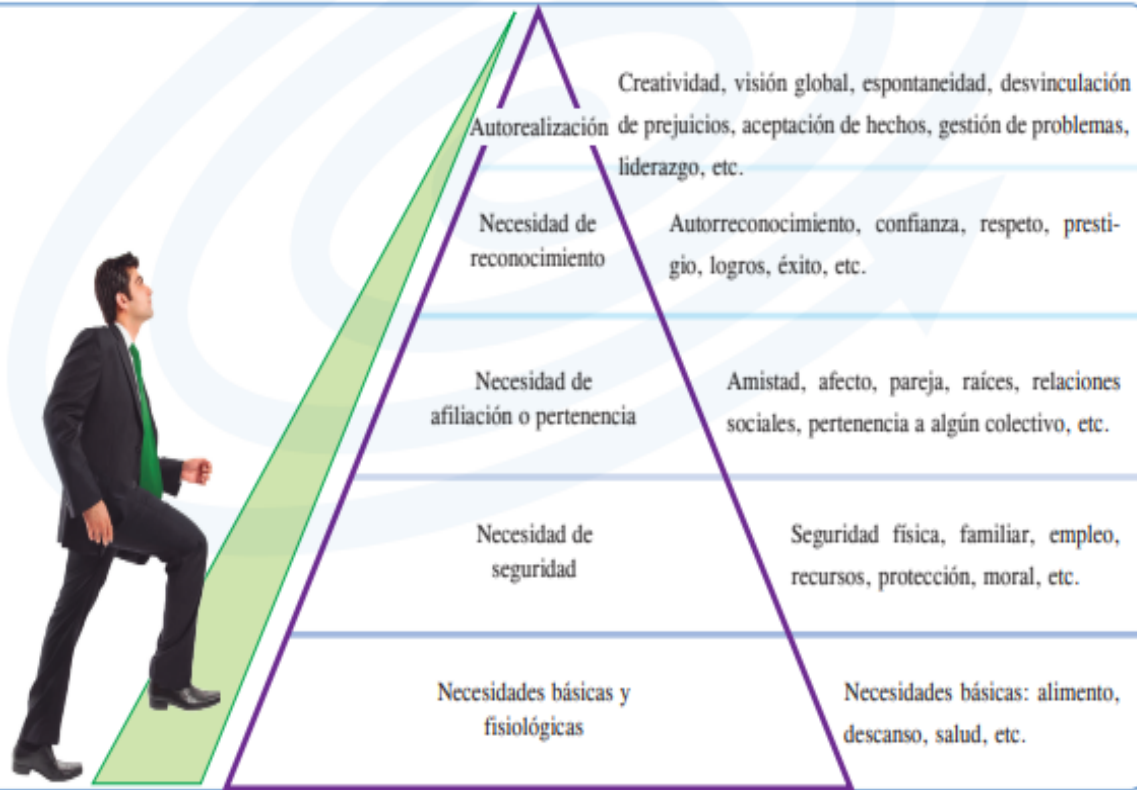 Creatividad, visión global, espontaneidad, desvinculación
Autorealización de prejuicios, aceptación de hechos, gestión de problemas,
liderazgo, etc.
Necesidad de
reconocimiento
Autorreconocimiento, confianza, respeto, presti-
gio, logros, éxito, etc.
Necesidad de
afiliación o pertenencia
Amistad, afecto, pareja, raíces, relaciones
sociales, pertenencia a algún colectivo, etc.
Necesidad de
seguridad
Seguridad física, familiar, empleo,
recursos, protección, moral, etc.
Necesidades básicas y
fisiológicas
Necesidades básicas: alimento,
descanso, salud, etc.